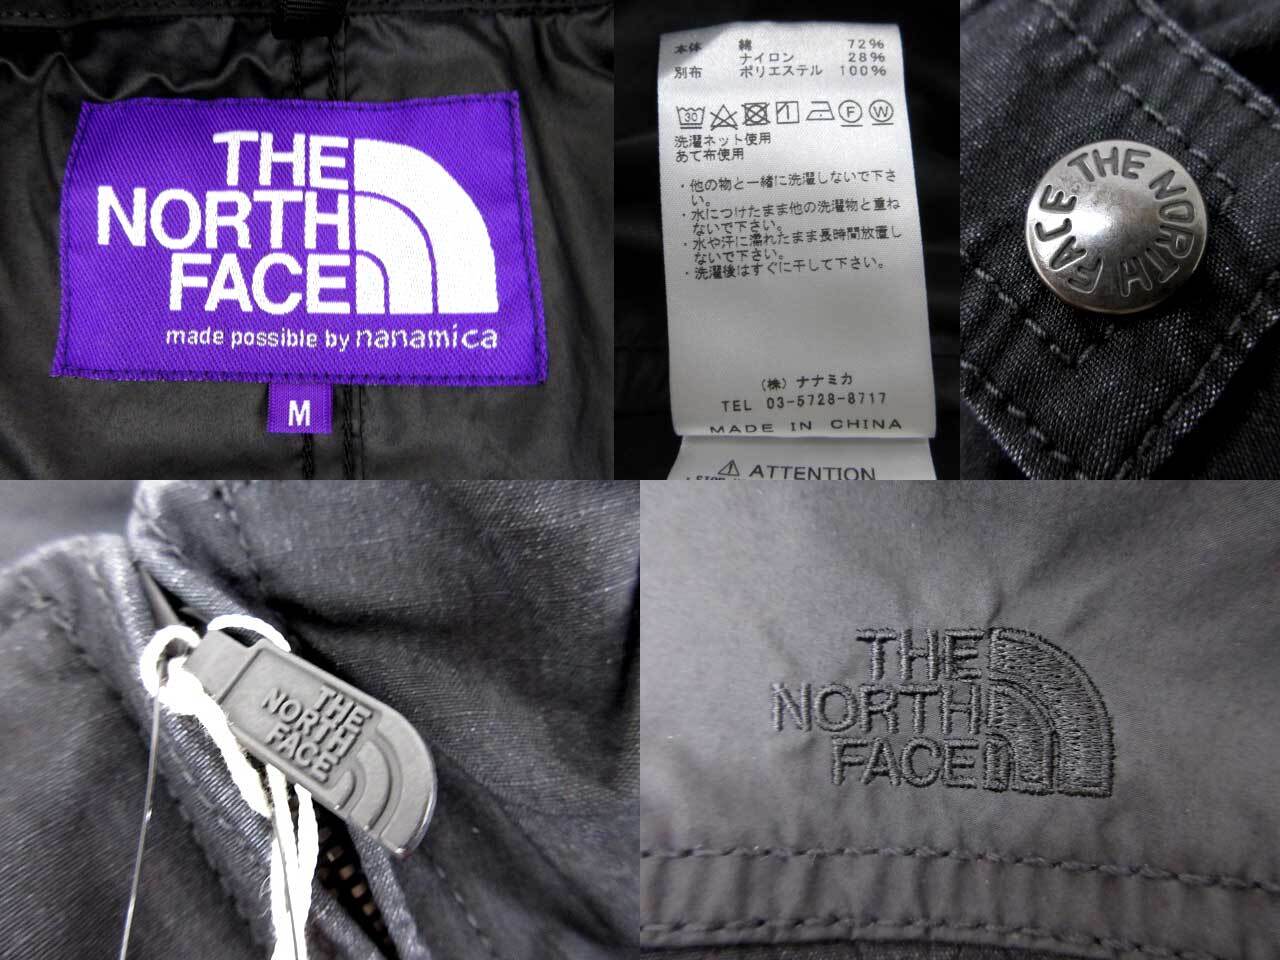 THE
NORTH
FACE
made possible by nanamica
M
本体 綿 72%
ナイロン 28%
別布 ポリエステル 100%
30
1
F
W
洗濯ネット使用
あて布使用
・他の物と一緒に洗濯しないで下さ
い。
・水につけたまま他の洗濯物と重ね
ないで下さい。
・水や汗に濡れたまま長時間放置し
ないで下さい。
・洗濯後はすぐに干して下さい。
(株) ナナミカ
TEL 03-5728-8717
MADE IN CHINA
ATTENTION
THE NORTH FACE
THE
NORTH
FACE
THE
NORTH
FACE